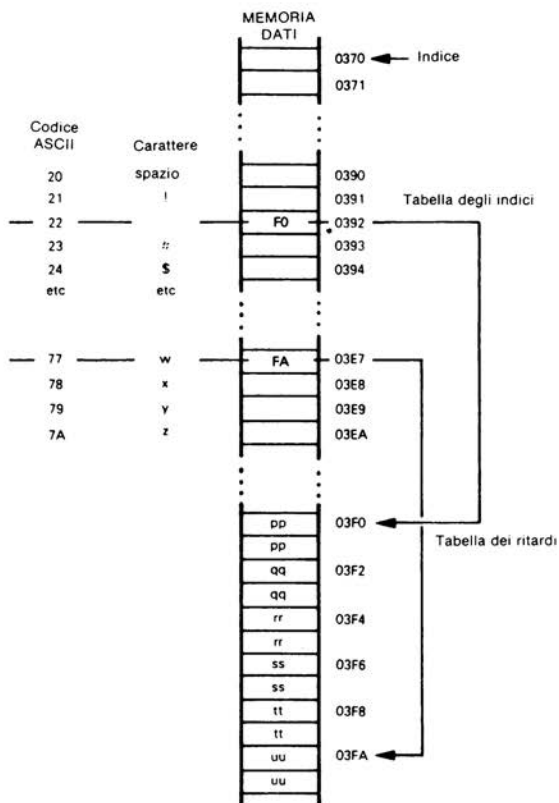 MEMORIA
DATI
0370 Indice
0371
Codice
ASCII Carattere
20 spazio 0390
21 ! 0391 Tabella degli indici
22 F0 0392
23 # 0393
24 $ 0394
etc etc
77 w FA 03E7
78 x 03E8
79 y 03E9
7A z 03EA
pp 03F0
pp Tabella dei ritardi
qq 03F2
qq
rr 03F4
rr
ss 03F6
ss
tt 03F8
tt
uu 03FA
uu